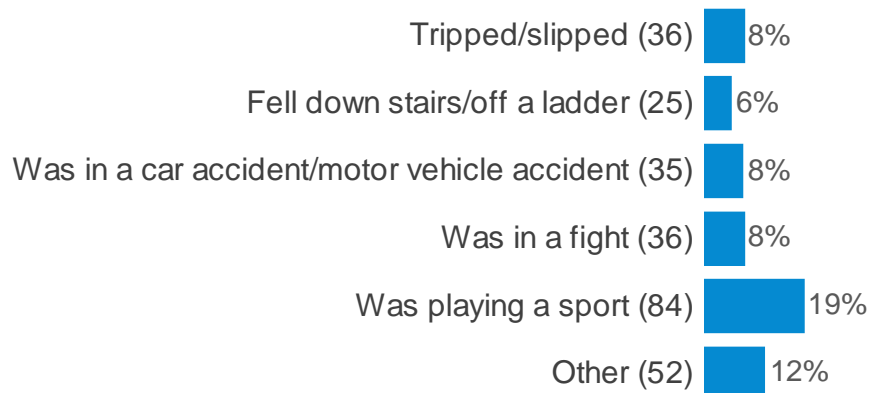 Tripped/slipped (36) 8%
Fell down stairs/off a ladder (25) 6%
Was in a car accident/motor vehicle accident (35) 8%
Was in a fight (36) 8%
Was playing a sport (84) 19%
Other (52) 12%